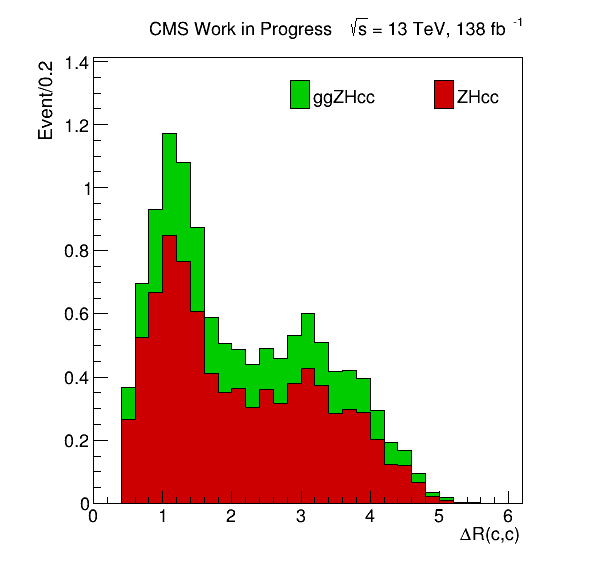 CMS Work in Progress √s = 13 TeV, 138 fb -1
Event/0.2
1.4
1.2
1
0.8
0.6
0.4
0.2
0
ggZHcc
ZHcc
0 1 2 3 4 5 6
ΔR(c,c)